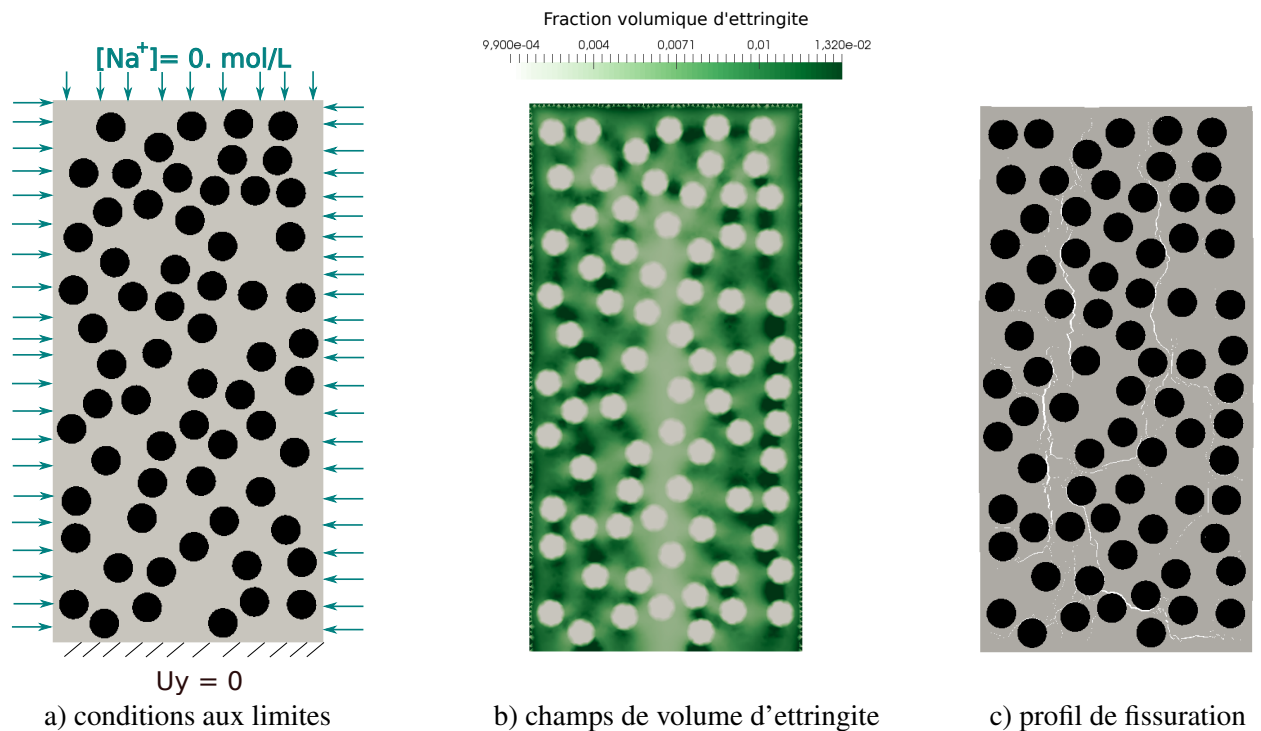 Fraction volumique d'ettringite
9,900e-04 0,004 0,0071 0,01 1,320e-02
[Na+]= 0. mol/L
Uy = 0
a) conditions aux limites
b) champs de volume d’ettringite
c) profil de fissuration